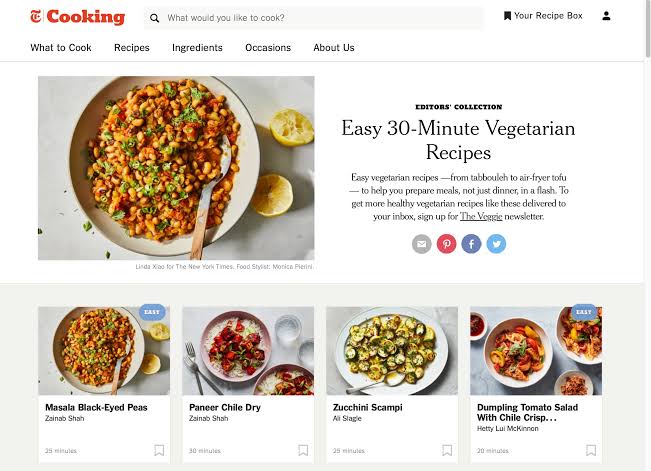 Cooking
What would you like to cook?
Your Recipe Box
What to Cook
Recipes
Ingredients
Occasions
About Us
EDITORS' COLLECTION
Easy 30-Minute Vegetarian
Recipes
Easy vegetarian recipes —from tabbouleh to air-fryer tofu
— to help you prepare meals, not just dinner, in a flash. To
get more healthy vegetarian recipes like these delivered to
your inbox, sign up for The Veggie newsletter.
Linda Xiao for The New York Times. Food Stylist: Monica Pierini.
EASY
EASY
Masala Black-Eyed Peas
Zainab Shah
25 minutes
Paneer Chile Dry
Zainab Shah
30 minutes
Zucchini Scampi
Ali Slagle
25 minutes
Dumpling Tomato Salad
With Chile Crisp...
Hetty Lui McKinnon
20 minutes